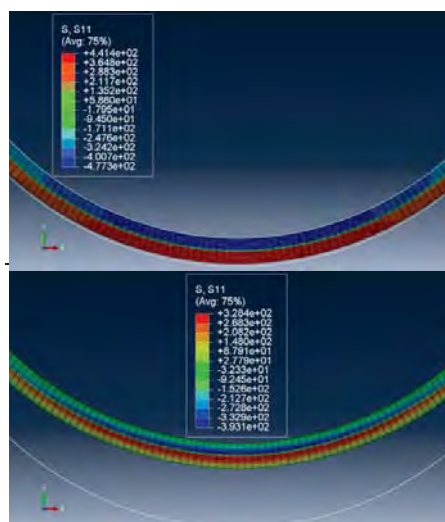 S, S11
(Avg: 75%)
+4.414e+02
+3.648e+02
+2.883e+02
+2.117e+02
+1.352e+02
+5.860e+01
-1.795e+01
-9.450e+01
-1.711e+02
-2.476e+02
-3.242e+02
-4.007e+02
-4.773e+02
S, S11
(Avg: 75%)
+3.284e+02
+2.683e+02
+2.082e+02
+1.480e+02
+8.791e+01
+2.779e+01
-3.233e+01
-9.245e+01
-1.526e+02
-2.127e+02
-2.728e+02
-3.329e+02
-3.931e+02